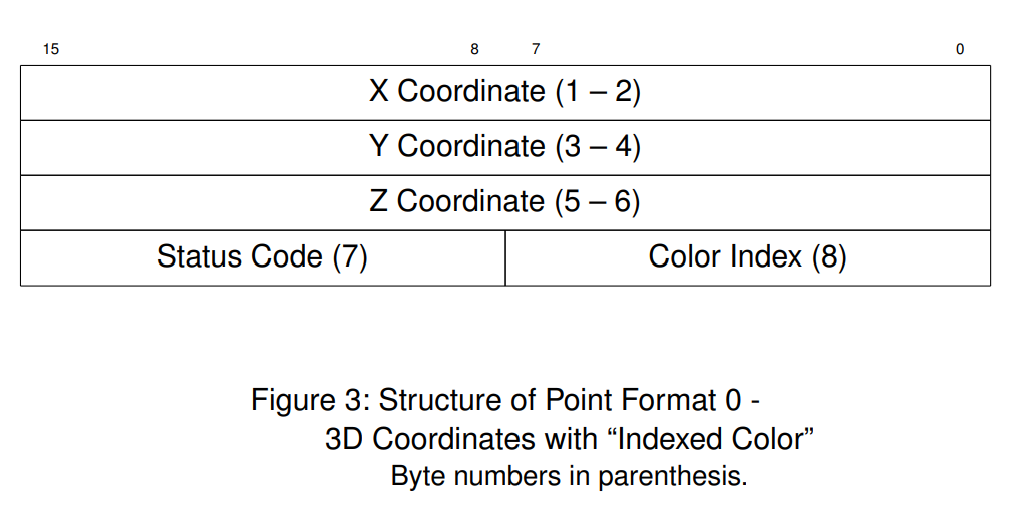 15 8 7 0
X Coordinate (1 – 2)
Y Coordinate (3 – 4)
Z Coordinate (5 – 6)
Status Code (7) Color Index (8)
Figure 3: Structure of Point Format 0 -
3D Coordinates with “Indexed Color”
Byte numbers in parenthesis.